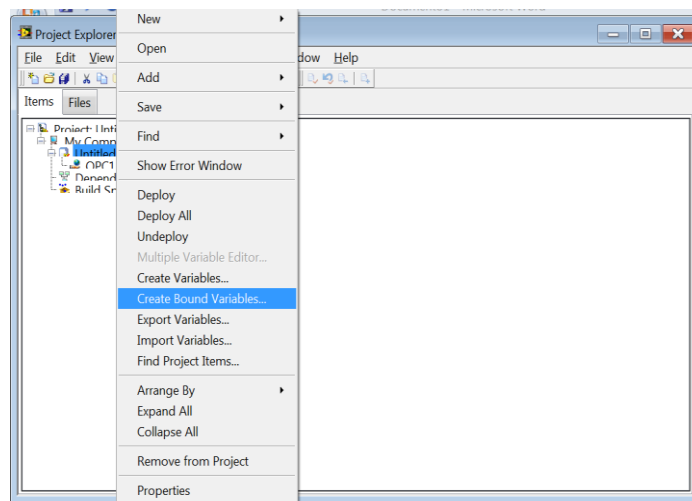 Project Explorer
File Edit View
dow Help
Items Files
Project: Unti
My Comp
Untitled
OPC1
Depend
Build Sp
New
Open
Add
Save
Find
Show Error Window
Deploy
Deploy All
Undeploy
Multiple Variable Editor...
Create Variables...
Create Bound Variables...
Export Variables...
Import Variables...
Find Project Items...
Arrange By
Expand All
Collapse All
Remove from Project
Properties